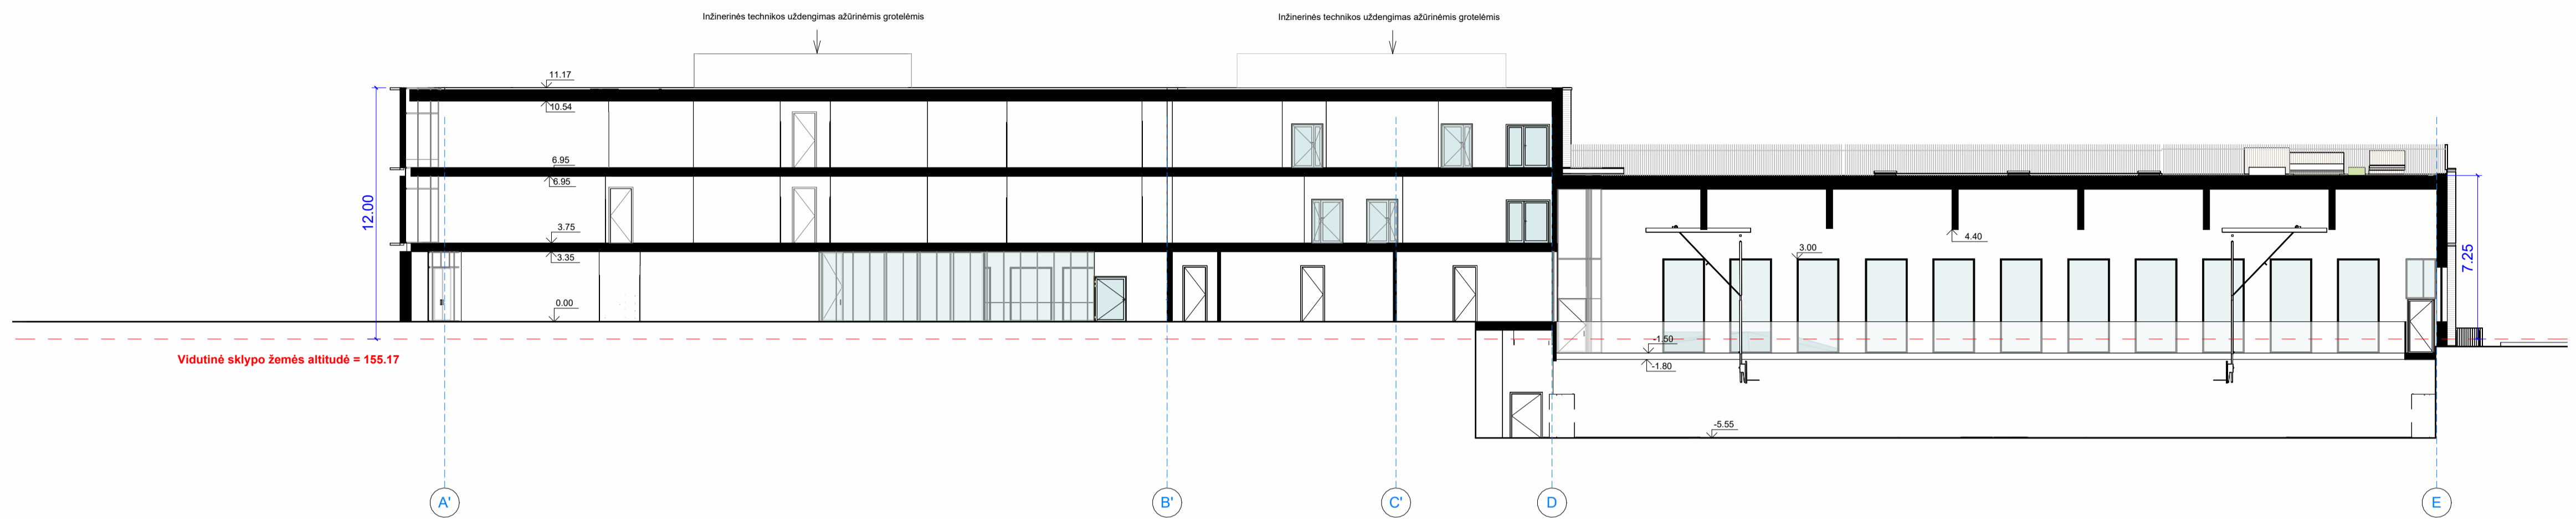 Inžinerinės technikos uždengimas ažūrinėmis grotelėmis
Inžinerinės technikos uždengimas ažūrinėmis grotelėmis
11.17
10.54
6.95
6.95
12.00
3.75
3.35
0.00
4.40
3.00
7.25
Vidutinė sklypo žemės altitudė = 155.17
-1.50
-1.80
-5.55
A'
B'
C'
D
E